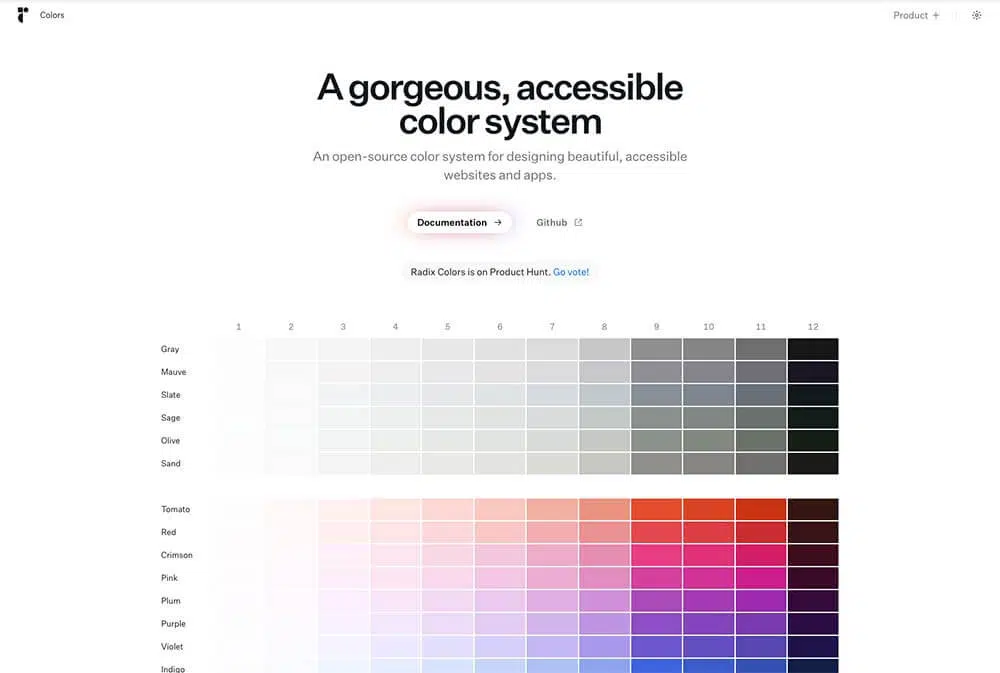 Colors
Product +
A gorgeous, accessible
color system
An open-source color system for designing beautiful, accessible
websites and apps.
Documentation →
Github
Radix Colors is on Product Hunt. Go vote!
1 2 3 4 5 6 7 8 9 10 11 12
Gray
Mauve
Slate
Sage
Olive
Sand
Tomato
Red
Crimson
Pink
Plum
Purple
Violet
Indigo